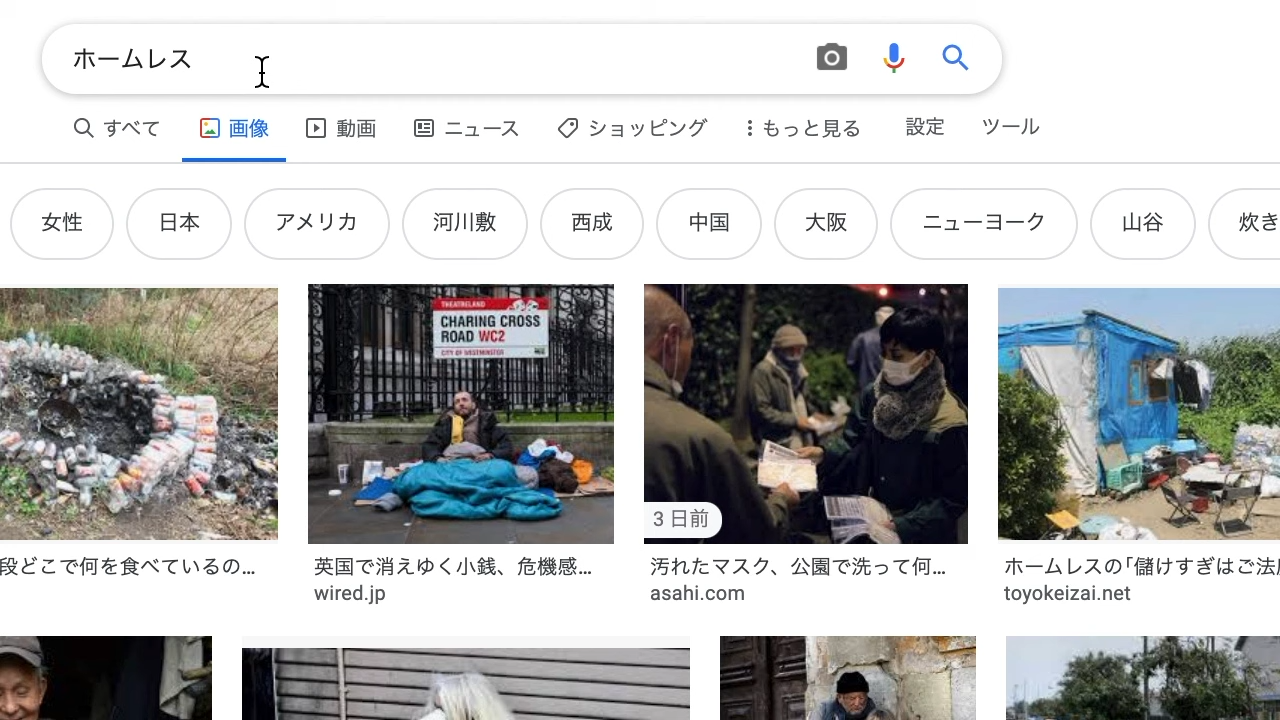 ホームレス
すべて
画像
動画
ニュース
ショッピング
もっと見る
設定
ツール
女性
日本
アメリカ
河川敷
西成
中国
大阪
ニューヨーク
山谷
炊き
THEATRELAND
CHARING CROSS
ROAD WC2
CITY OF WESTMINSTER
3 日前
段どこで何を食べているの...
英国で消えゆく小銭、危機感...
wired.jp
汚れたマスク、公園で洗って何...
asahi.com
ホームレスの「儲けすぎはご法
toyokeizai.net